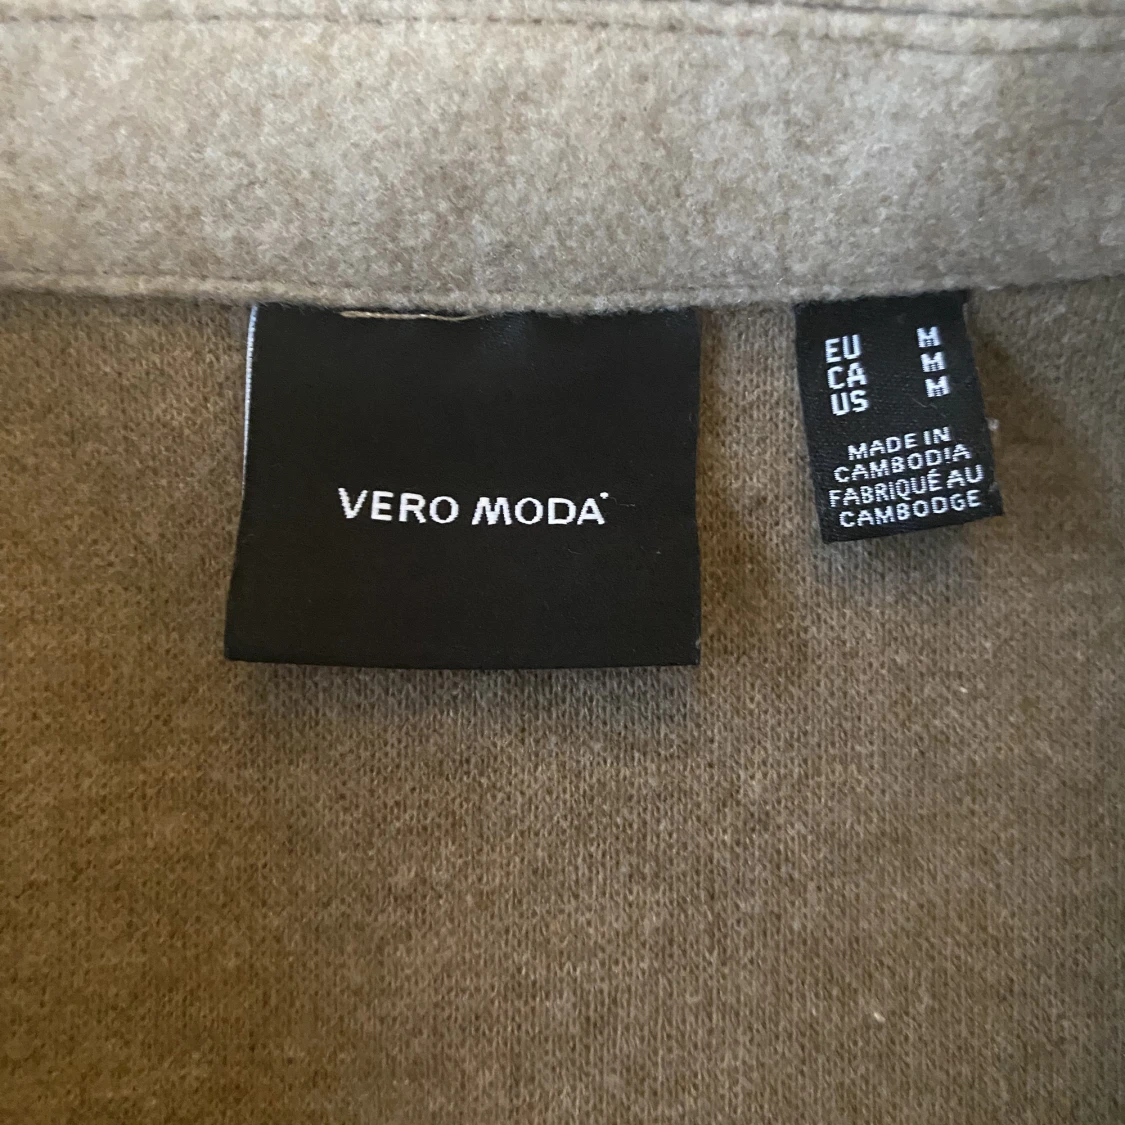 VERO MODA
EU M
CA M
US M
MADE IN
CAMBODIA
FABRIQUÉ AU
CAMBODGE